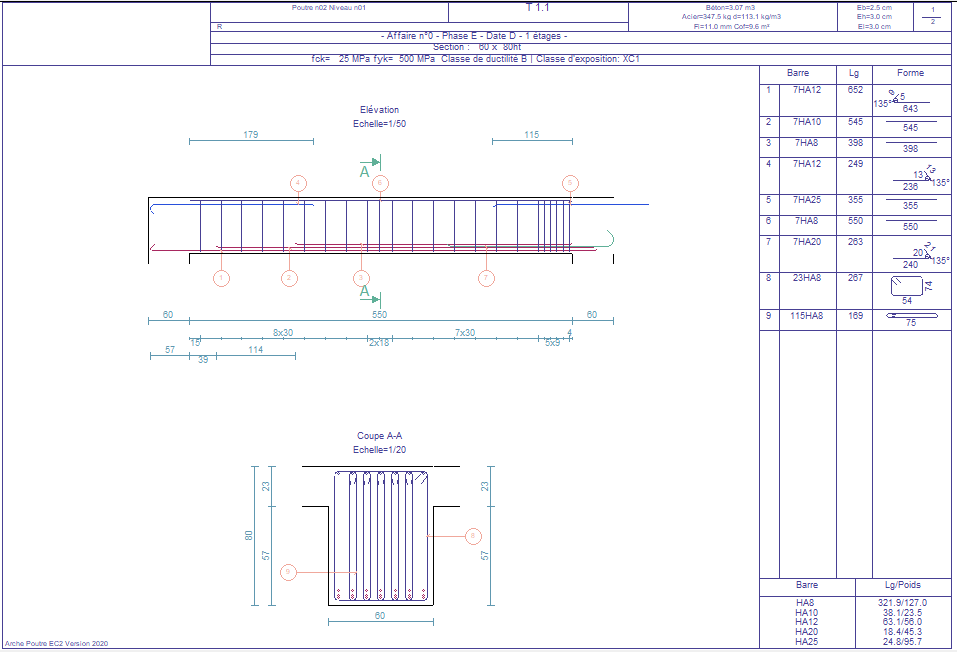 Poutre n02 Niveau n01
T 1.1
Béton=3.07 m3
Acier=347.5 kg d=113.1 kg/m3
Fi=11.0 mm Cof=9.6 m²
Eb=2.5 cm
Eh=3.0 cm
El=3.0 cm
1
2
R
- Affaire n°0 - Phase E - Date D - 1 étages -
Section : 60 x 80ht
fck= 25 MPa fyk= 500 MPa Classe de ductilité B | Classe d'exposition: XC1
Barre Lg Forme
1 7HA12 652 135° 9 5 643
2 7HA10 545 545
3 7HA8 398 398
4 7HA12 249 13 13 135° 236
5 7HA25 355 355
6 7HA8 550 550
7 7HA20 263 20 21 135° 240
8 23HA8 267 74 54
9 115HA8 169 75
Elévation
Echelle=1/50
179 115
A
4 6 5
1 2 3 7
A
60 550 60
15 8x30 2x18 7x30 5x9 4
57 39 114
Coupe A-A
Echelle=1/20
23 23
80
57 57
8
9
60
Barre Lg/Poids
HA8 321.9/127.0
HA10 38.1/23.5
HA12 63.1/56.0
HA20 18.4/45.3
HA25 24.8/95.7
Arche Poutre EC2 Version 2020